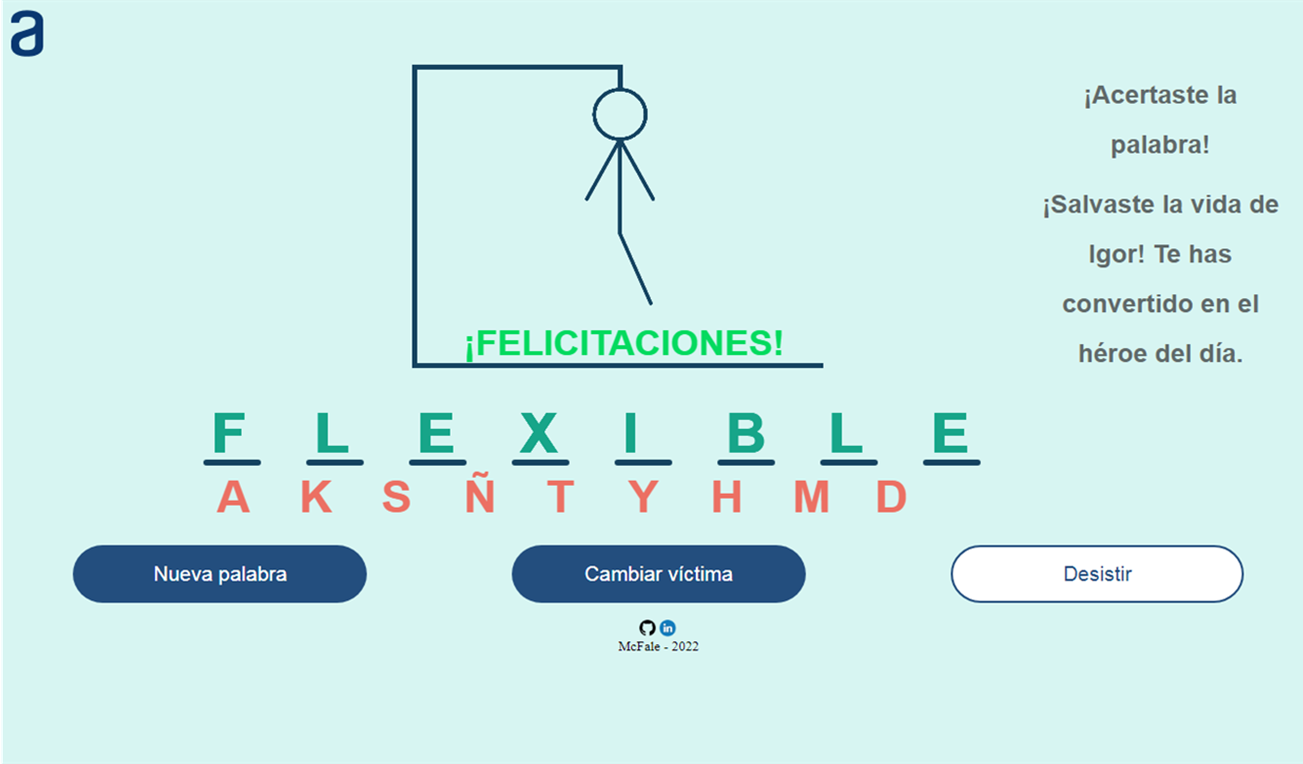 a
¡Acertaste la
palabra!
¡Salvaste la vida de
Igor! Te has
convertido en el
héroe del día.
¡FELICITACIONES!
F L E X I B L E
A K S Ñ T Y H M D
Nueva palabra
Cambiar víctima
Desistir
in
McFale - 2022